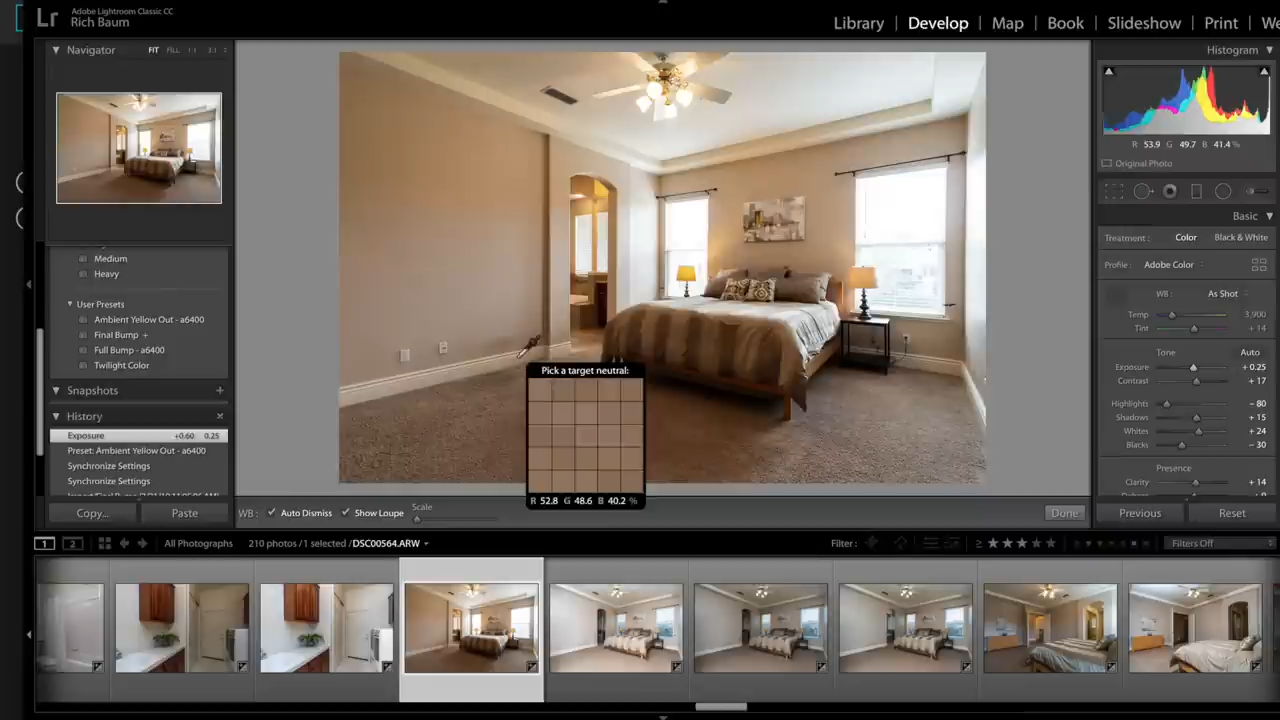 Lr Adobe Lightroom Classic CC
Rich Baum
Library | Develop | Map | Book | Slideshow | Print |
Navigator FIT FILL 1:1 3:1
Medium
Heavy
User Presets
Ambient Yellow Out - a6400
Final Bump +
Full Bump - a6400
Twilight Color
Snapshots +
History ×
Exposure +0.60 0.25
Preset: Ambient Yellow Out - a6400
Synchronize Settings
Synchronize Settings
Copy... Paste
Pick a target neutral:
R 52.8 G 48.6 B 40.2 %
WB : Auto Dismiss Show Loupe Scale
Done
Histogram
R 53.9 G 49.7 B 41.4 %
Original Photo
Basic
Treatment : Color Black & White
Profile : Adobe Color
WB : As Shot
Temp 3,900
Tint + 14
Tone Auto
Exposure + 0.25
Contrast + 17
Highlights – 80
Shadows + 15
Whites + 24
Blacks – 30
Presence
Clarity + 14
Previous Reset
1 2 All Photographs 210 photos / 1 selected / DSC00564.ARW Filter : ≥ ★★★★★ Filters Off